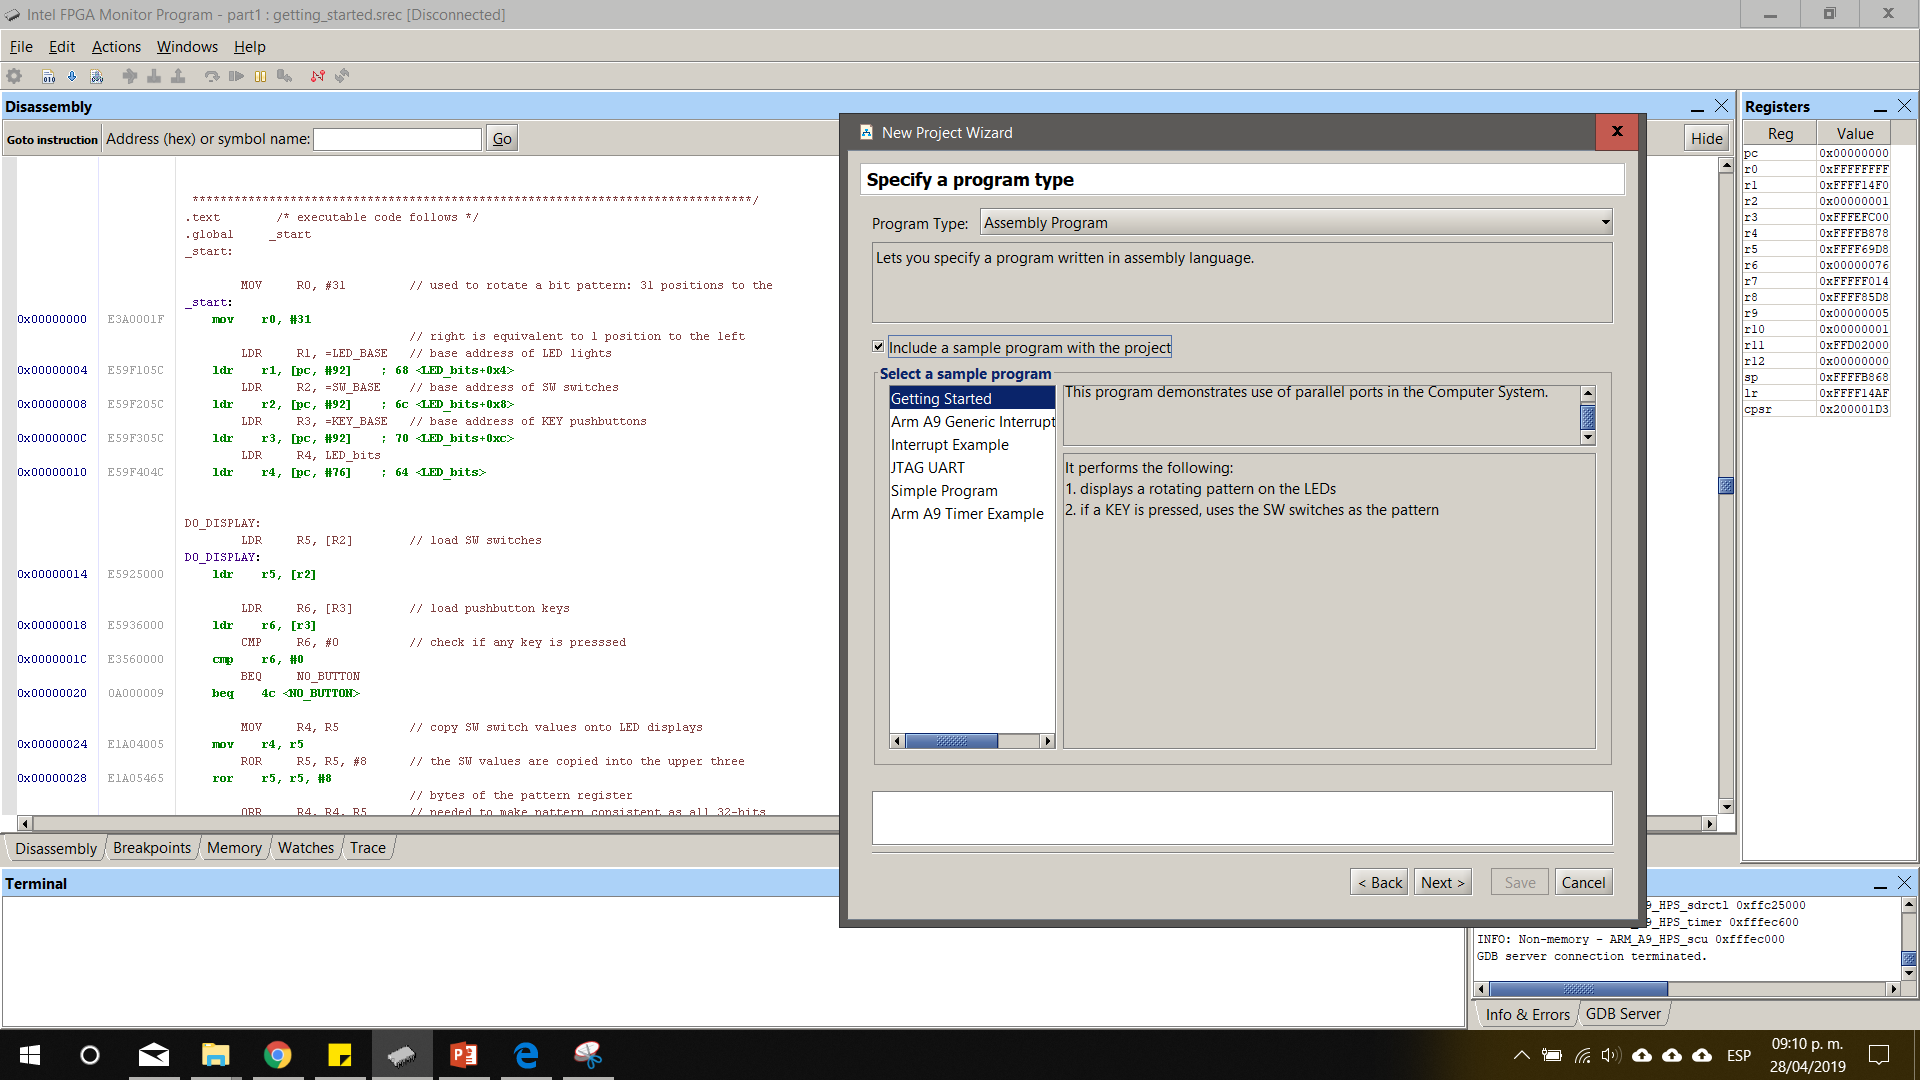 Intel FPGA Monitor Program - part1 : getting_started.srec [Disconnected]
File Edit Actions Windows Help
Disassembly
Goto instruction Address (hex) or symbol name: Go Hide
********************************************************************************/
.text /* executable code follows */
.global _start
_start:
MOV R0, #31 // used to rotate a bit pattern: 31 positions to the
_start:
0x00000000 E3A0001F mov r0, #31
// right is equivalent to 1 position to the left
LDR R1, =LED_BASE // base address of LED lights
0x00000004 E59F105C ldr r1, [pc, #92] ; 68 <LED_bits+0x4>
LDR R2, =SW_BASE // base address of SW switches
0x00000008 E59F205C ldr r2, [pc, #92] ; 6c <LED_bits+0x8>
LDR R3, =KEY_BASE // base address of KEY pushbuttons
0x0000000C E59F305C ldr r3, [pc, #92] ; 70 <LED_bits+0xc>
LDR R4, LED_bits
0x00000010 E59F404C ldr r4, [pc, #76] ; 64 <LED_bits>
DO_DISPLAY:
LDR R5, [R2] // load SW switches
DO_DISPLAY:
0x00000014 E5925000 ldr r5, [r2]
LDR R6, [R3] // load pushbutton keys
0x00000018 E5936000 ldr r6, [r3]
CMP R6, #0 // check if any key is presssed
0x0000001C E3560000 cmp r6, #0
BEQ NO_BUTTON
0x00000020 0A000009 beq 4c <NO_BUTTON>
MOV R4, R5 // copy SW switch values onto LED displays
0x00000024 E1A04005 mov r4, r5
ROR R5, R5, #8 // the SW values are copied into the upper three
0x00000028 E1A05465 ror r5, r5, #8
// bytes of the pattern register
ORR R4, R4, R5 // needed to make pattern consistent as all 32-bits
Disassembly Breakpoints Memory Watches Trace
New Project Wizard
Specify a program type
Program Type: Assembly Program
Lets you specify a program written in assembly language.
Include a sample program with the project
Select a sample program
Getting Started
Arm A9 Generic Interrupt
Interrupt Example
JTAG UART
Simple Program
Arm A9 Timer Example
This program demonstrates use of parallel ports in the Computer System.
It performs the following:
1. displays a rotating pattern on the LEDs
2. if a KEY is pressed, uses the SW switches as the pattern
< Back Next > Save Cancel
Registers
Reg Value
pc 0x00000000
r0 0xFFFFFFFF
r1 0xFFFF14F0
r2 0x00000001
r3 0xFFFEFC00
r4 0xFFFFB878
r5 0xFFFF69D8
r6 0x00000076
r7 0xFFFFF014
r8 0xFFFF85D8
r9 0x00000005
r10 0x00000001
r11 0xFFD02000
r12 0x00000000
sp 0xFFFFB868
lr 0xFFFF14AF
cpsr 0x200001D3
Terminal
9_HPS_sdrctl 0xffc25000
9_HPS_timer 0xfffec600
INFO: Non-memory - ARM_A9_HPS_scu 0xfffec000
GDB server connection terminated.
Info & Errors GDB Server
ESP
09:10 p. m.
28/04/2019